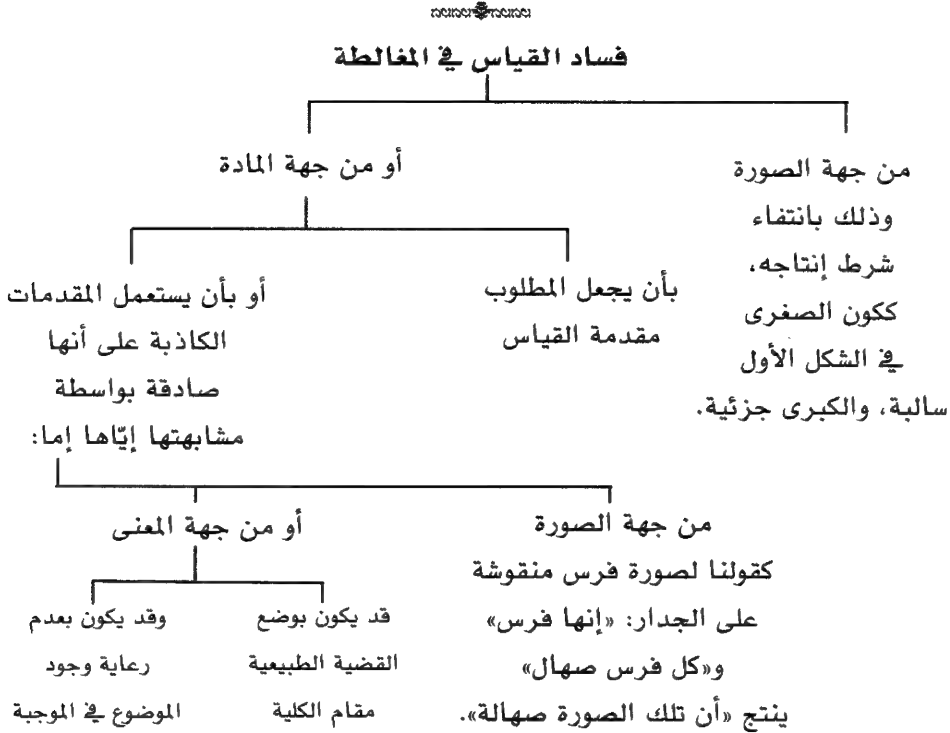 فساد القياس في المغالطة
من جهة الصورة
وذلك بانتفاء
شرط إنتاجه،
ككون الصغرى
في الشكل الأول
سالبة، والكبرى جزئية.
أو من جهة المادة
بأن يجعل المطلوب
مقدمة القياس
أو بأن يستعمل المقدمات
الكاذبة على أنها
صادقة بواسطة
مشابهتها إيّاها إما:
من جهة الصورة
كقولنا لصورة فرس منقوشة
على الجدار: «إنها فرس»
و«كل فرس صهال»
ينتج «أن تلك الصورة صهالة».
أو من جهة المعنى
قد يكون بوضع
القضية الطبيعية
مقام الكلية
وقد يكون بعدم
رعاية وجود
الموضوع في الموجبة